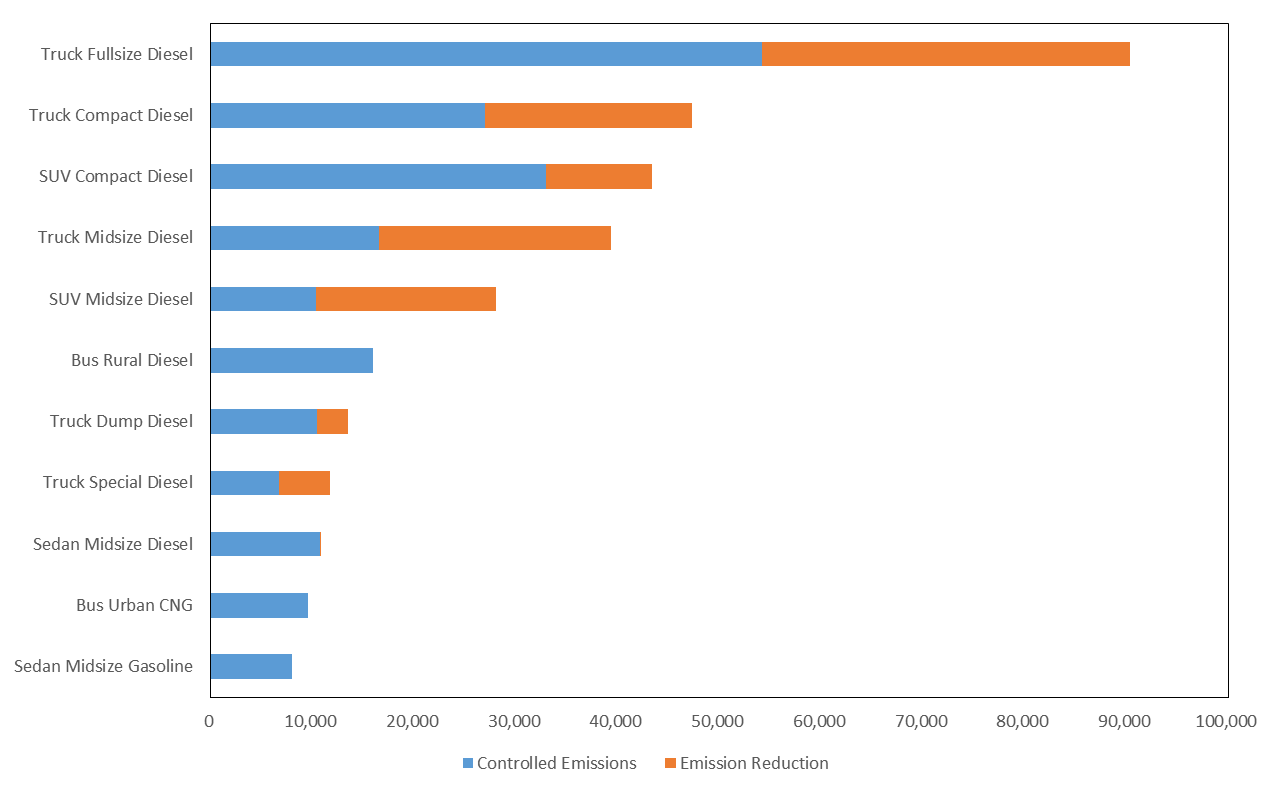 Truck Fullsize Diesel
Truck Compact Diesel
SUV Compact Diesel
Truck Midsize Diesel
SUV Midsize Diesel
Bus Rural Diesel
Truck Dump Diesel
Truck Special Diesel
Sedan Midsize Diesel
Bus Urban CNG
Sedan Midsize Gasoline
0 10,000 20,000 30,000 40,000 50,000 60,000 70,000 80,000 90,000 100,000
Controlled Emissions Emission Reduction